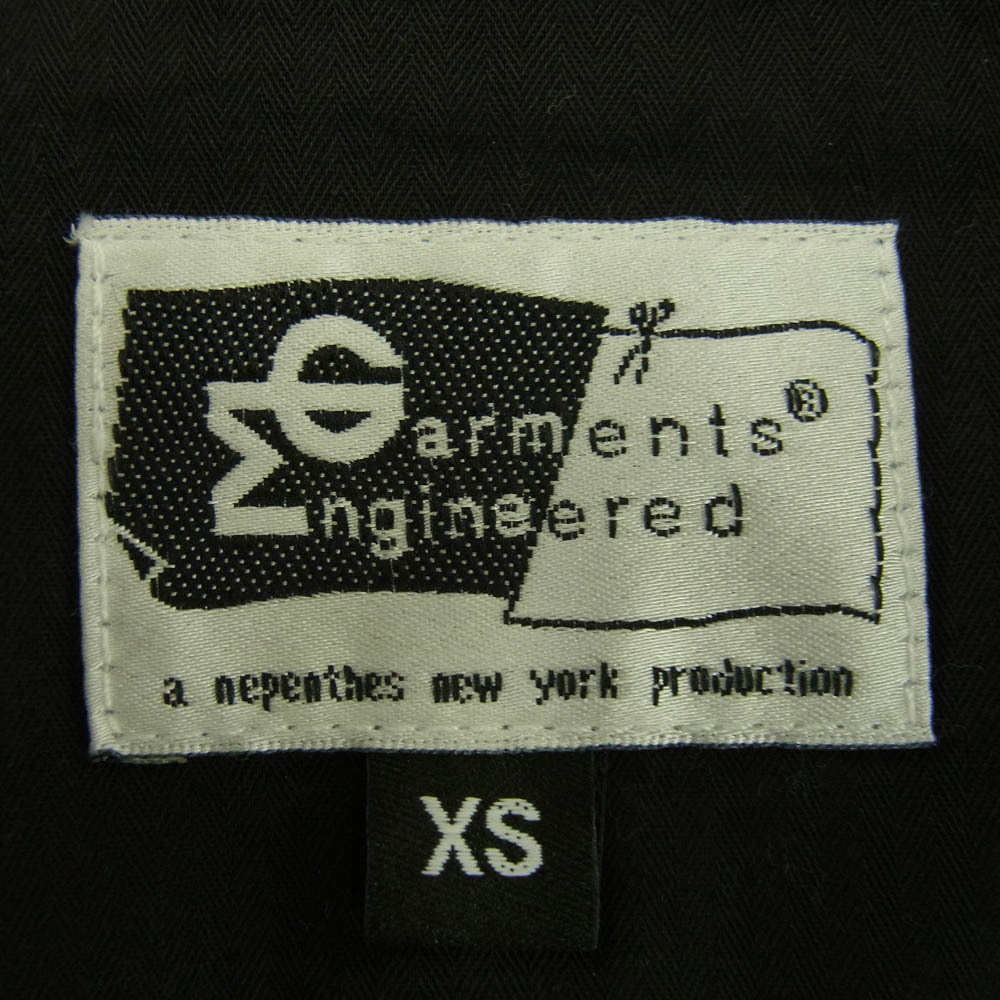 Garments®
Engineered
a nepenthes new york production
XS